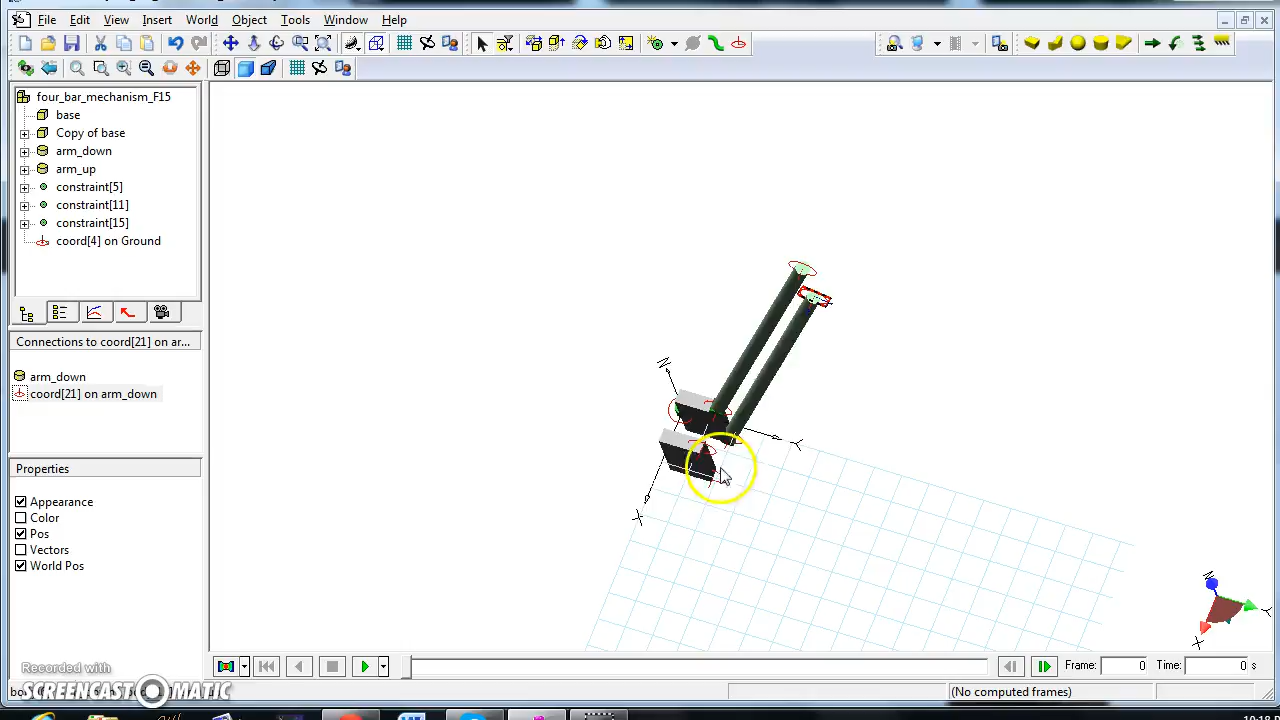 File Edit View Insert World Object Tools Window Help
four_bar_mechanism_F15
base
Copy of base
arm_down
arm_up
constraint[5]
constraint[11]
constraint[15]
coord[4] on Ground
Connections to coord[21] on ar...
arm_down
coord[21] on arm_down
Properties
Appearance
Color
Pos
Vectors
World Pos
Z
Y
X
Z
Y
X
Frame: 0 Time: 0 s
Recorded with
SCREENCAST MATIC
(No computed frames)